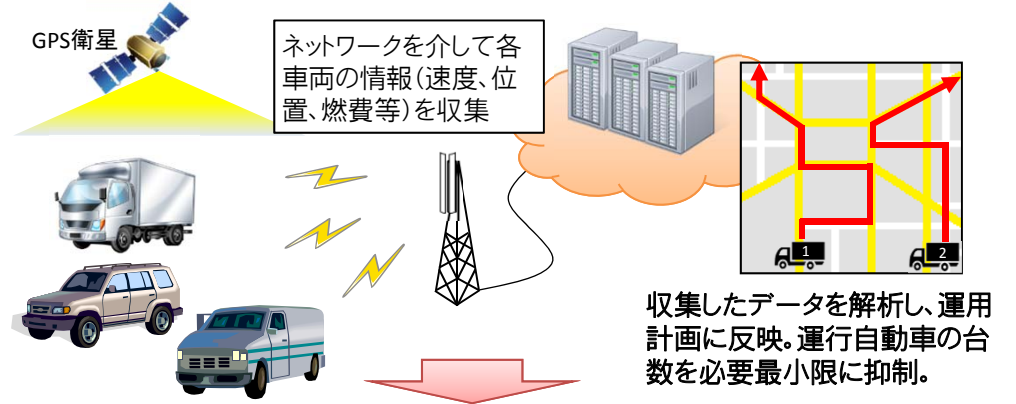 GPS衛星
ネットワークを介して各
車両の情報（速度、位
置、燃費等）を収集
1
2
収集したデータを解析し、運用
計画に反映。運行自動車の台
数を必要最小限に抑制。